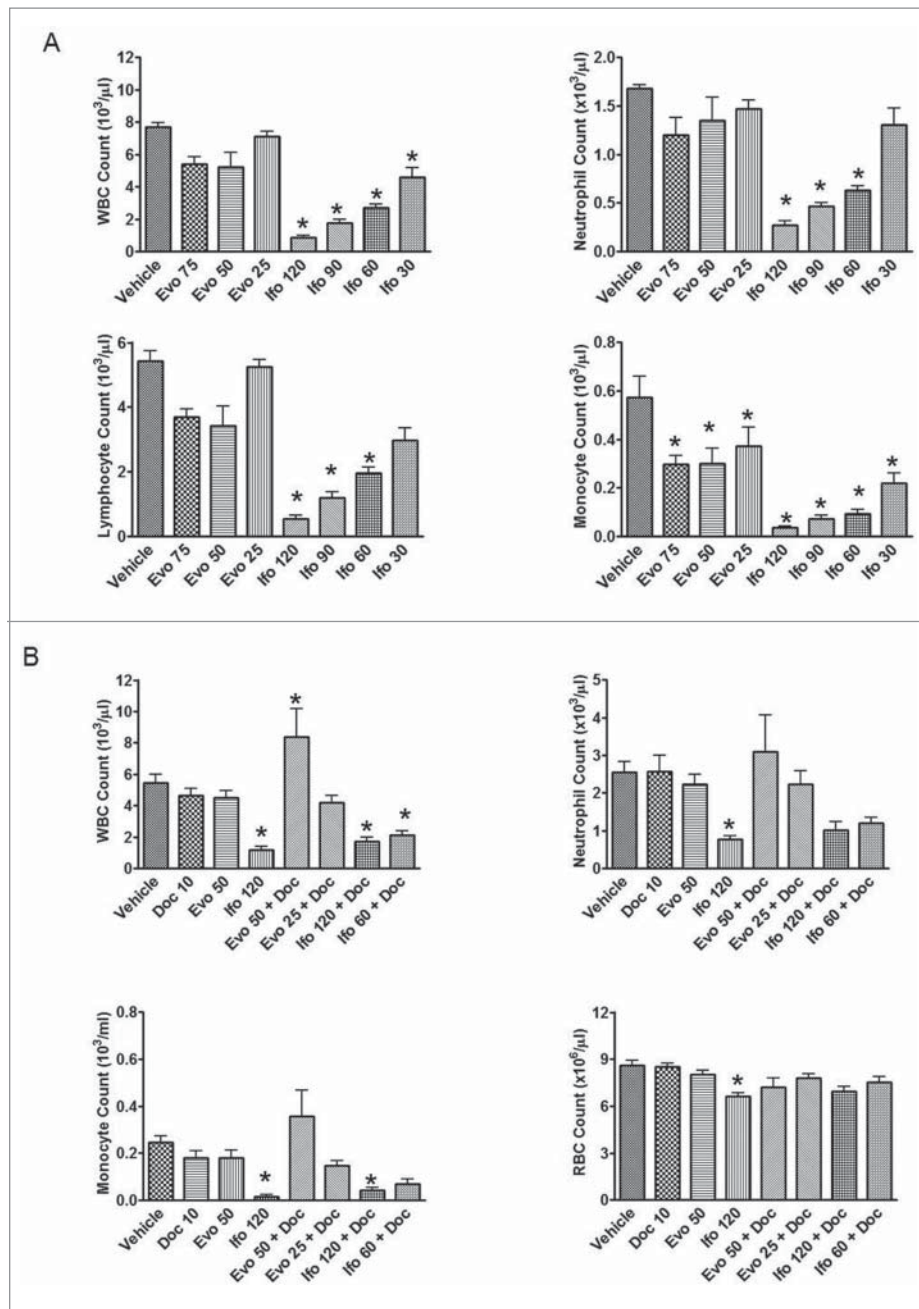 A
WBC Count (10³/µl)
12
10
8
6
4
2
0
Vehicle
Evo 75
Evo 50
Evo 25
Ifo 120
Ifo 90
Ifo 60
Ifo 30
* * * *
Neutrophil Count (x10³/µl)
2.0
1.5
1.0
0.5
0.0
Vehicle
Evo 75
Evo 50
Evo 25
Ifo 120
Ifo 90
Ifo 60
Ifo 30
* * *
Lymphocyte Count (10³/µl)
6
4
2
0
Vehicle
Evo 75
Evo 50
Evo 25
Ifo 120
Ifo 90
Ifo 60
Ifo 30
* * *
Monocyte Count (10³/µl)
0.8
0.6
0.4
0.2
0.0
Vehicle
Evo 75
Evo 50
Evo 25
Ifo 120
Ifo 90
Ifo 60
Ifo 30
* * * * * * *
B
WBC Count (10³/µl)
12
10
8
6
4
2
0
Vehicle
Doc 10
Evo 50
Ifo 120
Evo 50 + Doc
Evo 25 + Doc
Ifo 120 + Doc
Ifo 60 + Doc
* * * *
Neutrophil Count (x10³/µl)
5
4
3
2
1
0
Vehicle
Doc 10
Evo 50
Ifo 120
Evo 50 + Doc
Evo 25 + Doc
Ifo 120 + Doc
Ifo 60 + Doc
*
Monocyte Count (10³/ml)
0.8
0.6
0.4
0.2
0.0
Vehicle
Doc 10
Evo 50
Ifo 120
Evo 50 + Doc
Evo 25 + Doc
Ifo 120 + Doc
Ifo 60 + Doc
* *
RBC Count (x10⁶/µl)
12
9
6
3
0
Vehicle
Doc 10
Evo 50
Ifo 120
Evo 50 + Doc
Evo 25 + Doc
Ifo 120 + Doc
Ifo 60 + Doc
*